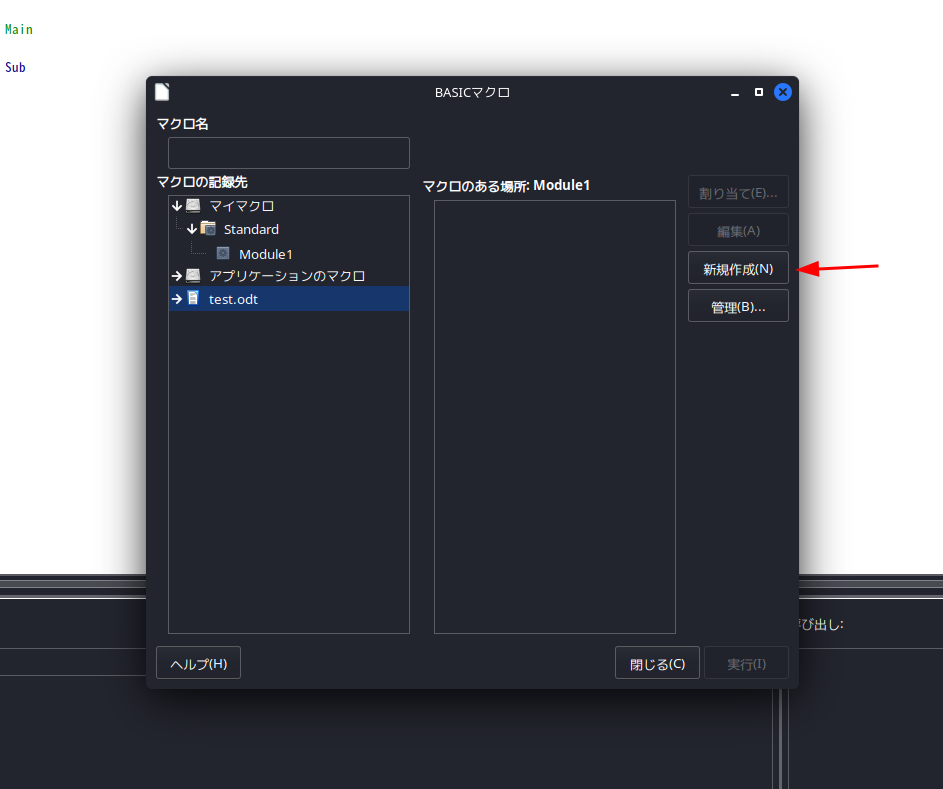 Main
Sub
BASICマクロ
マクロ名
マクロの記録先
マクロのある場所: Module1
マイマクロ
Standard
Module1
アプリケーションのマクロ
test.odt
割り当て(E)...
編集(A)
新規作成(N)
管理(B)...
び出し:
ヘルプ(H)
閉じる(C)
実行(I)